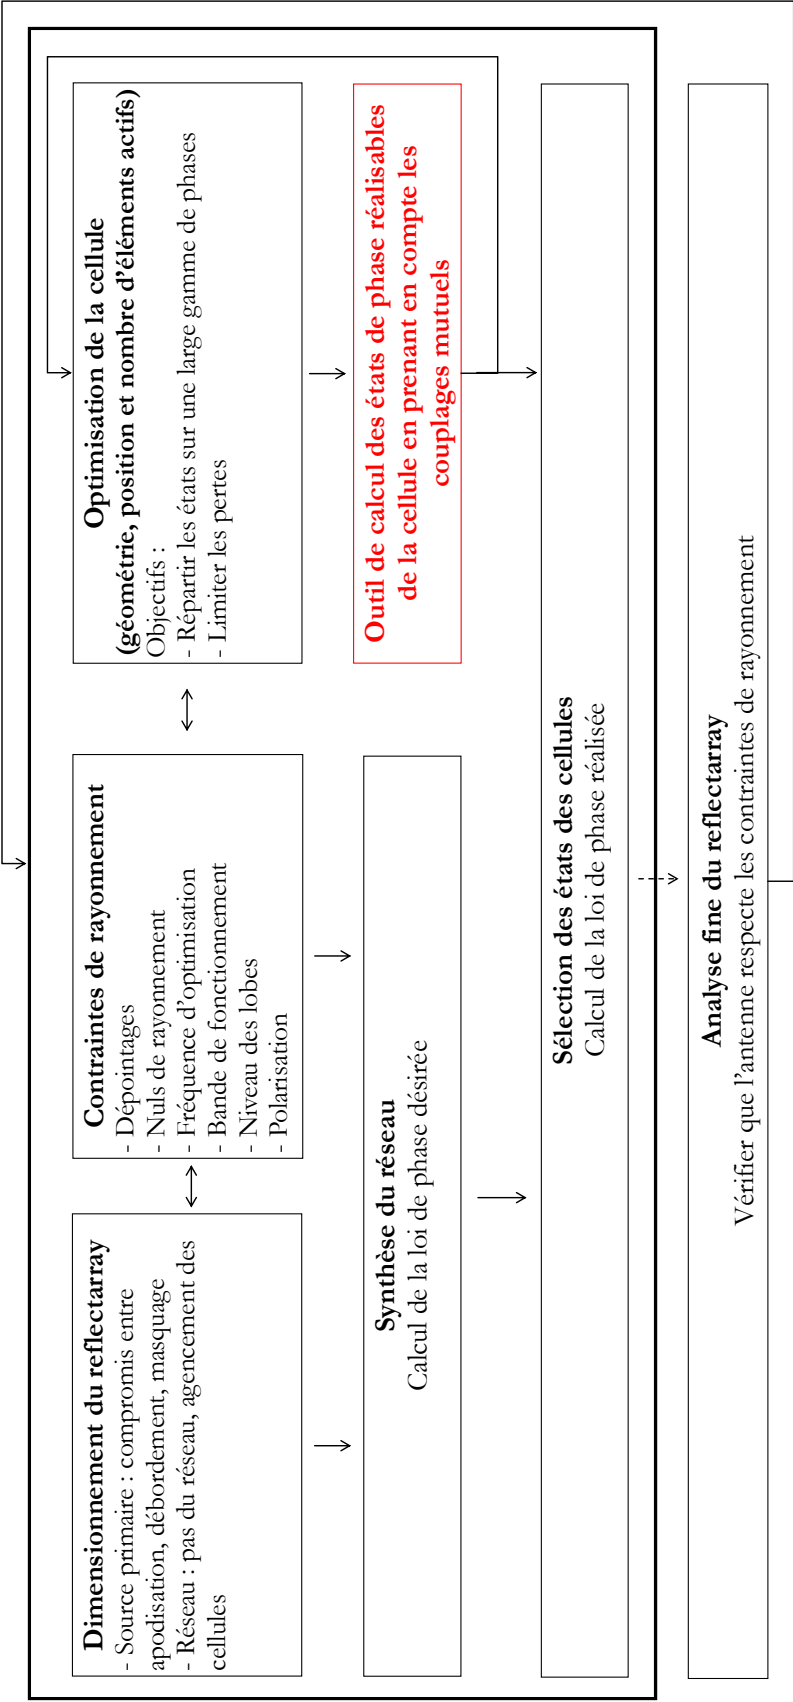 Dimensionnement du reflectarray
- Source primaire : compromis entre
apodisation, débordement, masquage
- Réseau : pas du réseau, agencement des
cellules
Contraintes de rayonnement
- Dépointages
- Nuls de rayonnement
- Fréquence d'optimisation
- Bande de fonctionnement
- Niveau des lobes
- Polarisation
Optimisation de la cellule
(géométrie, position et nombre d'éléments actifs)
Objectifs :
- Répartir les états sur une large gamme de phases
- Limiter les pertes
Synthèse du réseau
Calcul de la loi de phase désirée
Outil de calcul des états de phase réalisables
de la cellule en prenant en compte les
couplages mutuels
Sélection des états des cellules
Calcul de la loi de phase réalisée
Analyse fine du reflectarray
Vérifier que l'antenne respecte les contraintes de rayonnement